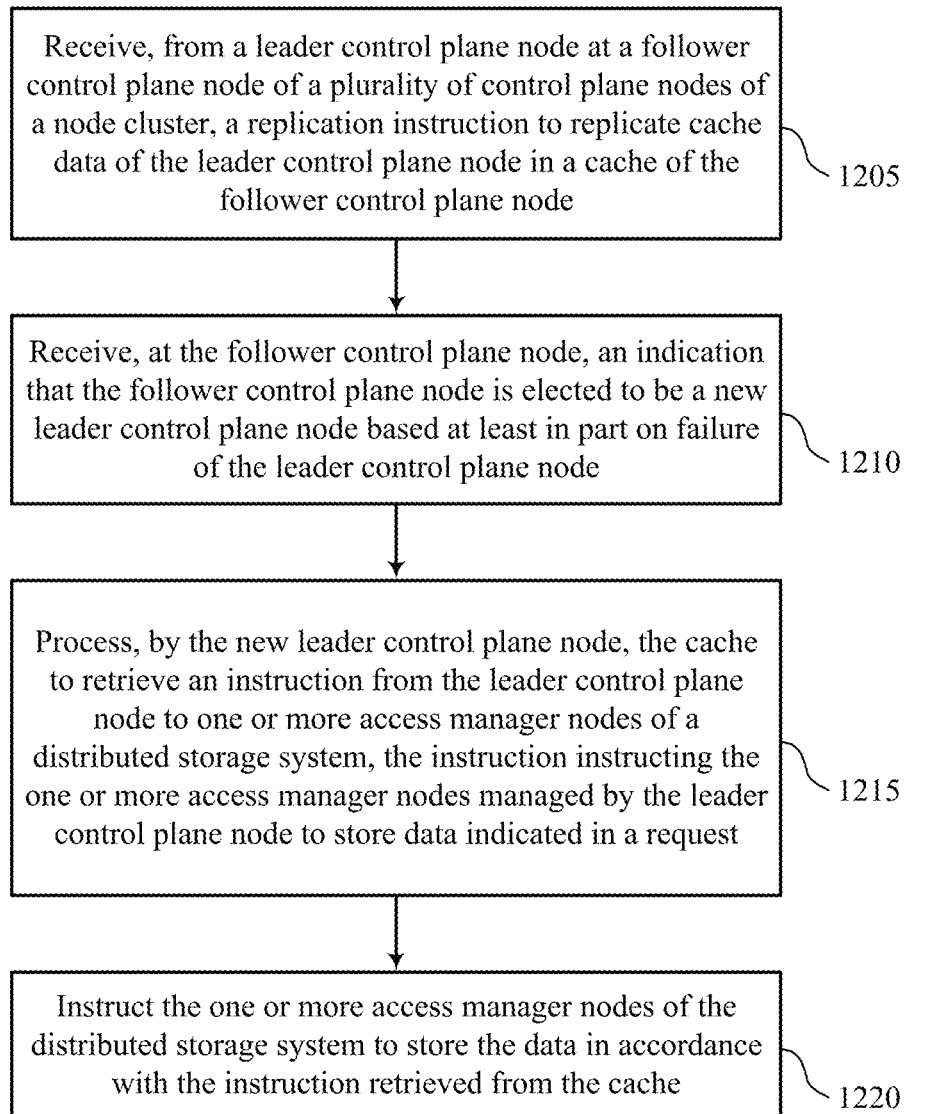 Receive, from a leader control plane node at a follower
control plane node of a plurality of control plane nodes of
a node cluster, a replication instruction to replicate cache
data of the leader control plane node in a cache of the
follower control plane node
1205
Receive, at the follower control plane node, an indication
that the follower control plane node is elected to be a new
leader control plane node based at least in part on failure
of the leader control plane node
1210
Process, by the new leader control plane node, the cache
to retrieve an instruction from the leader control plane
node to one or more access manager nodes of a
distributed storage system, the instruction instructing the
one or more access manager nodes managed by the leader
control plane node to store data indicated in a request
1215
Instruct the one or more access manager nodes of the
distributed storage system to store the data in accordance
with the instruction retrieved from the cache
1220